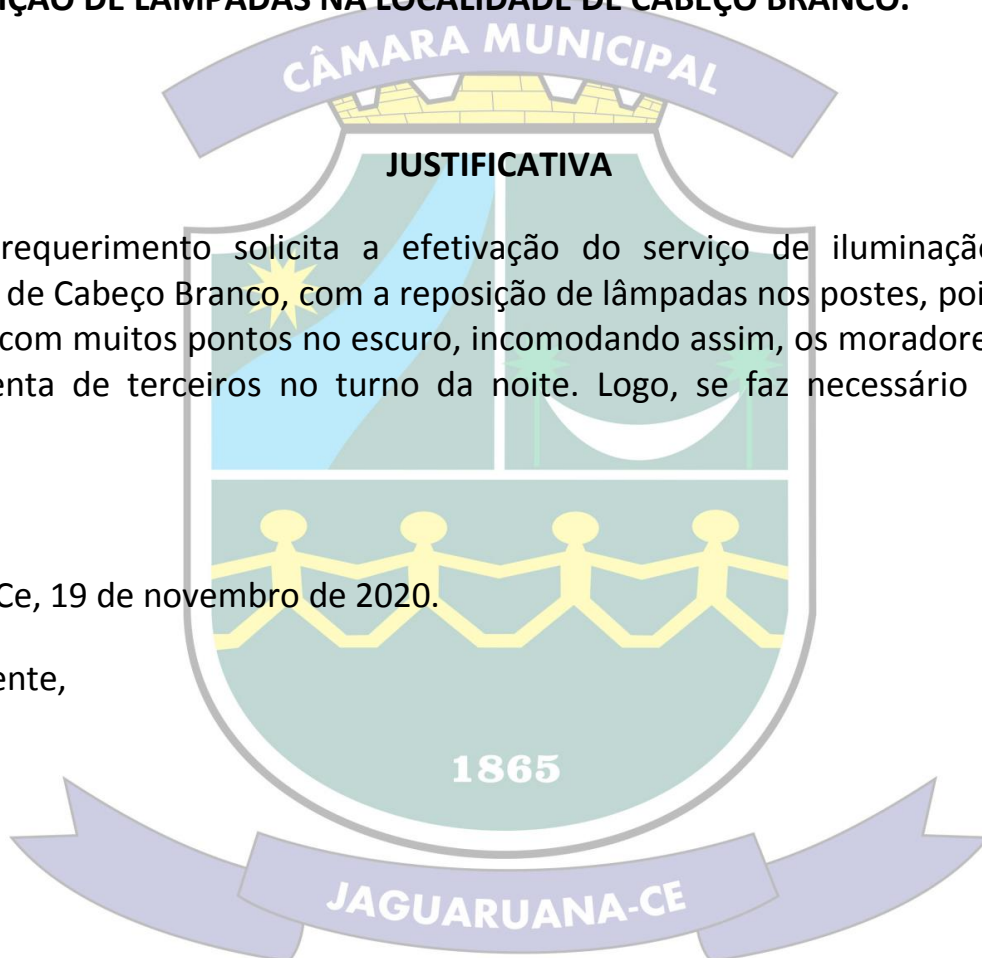 IÇÃO DE LÂMPADAS NA LOCALIDADE DE CABEÇO BRANCO.
CÂMARA MUNICIPAL
JUSTIFICATIVA
requerimento solicita a efetivação do serviço de iluminação
de Cabeço Branco, com a reposição de lâmpadas nos postes, poi
com muitos pontos no escuro, incomodando assim, os moradore
enta de terceiros no turno da noite. Logo, se faz necessário
Ce, 19 de novembro de 2020.
ente,
1865
JAGUARUANA-CE